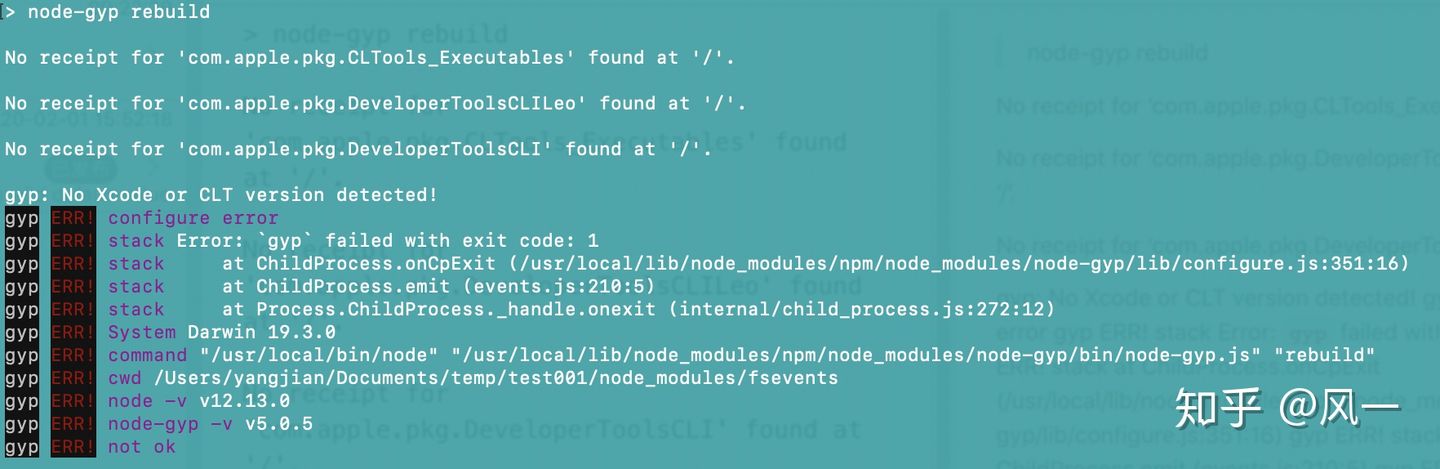 > node-gyp rebuild
No receipt for 'com.apple.pkg.CLTools_Executables' found at '/'.
No receipt for 'com.apple.pkg.DeveloperToolsCLILeo' found at '/'.
No receipt for 'com.apple.pkg.DeveloperToolsCLI' found at '/'.
gyp: No Xcode or CLT version detected!
gyp ERR! configure error
gyp ERR! stack Error: `gyp` failed with exit code: 1
gyp ERR! stack     at ChildProcess.onCpExit (/usr/local/lib/node_modules/npm/node_modules/node-gyp/lib/configure.js:351:16)
gyp ERR! stack     at ChildProcess.emit (events.js:210:5)
gyp ERR! stack     at Process.ChildProcess._handle.onexit (internal/child_process.js:272:12)
gyp ERR! System Darwin 19.3.0
gyp ERR! command "/usr/local/bin/node" "/usr/local/lib/node_modules/npm/node_modules/node-gyp/bin/node-gyp.js" "rebuild"
gyp ERR! cwd /Users/yangjian/Documents/temp/test001/node_modules/fsevents
gyp ERR! node -v v12.13.0
gyp ERR! node-gyp -v v5.0.5
gyp ERR! not ok
知乎 @风一